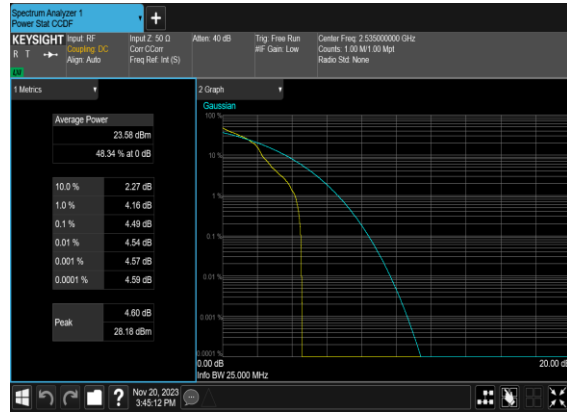 Spectrum Analyzer 1
Power Stat CCDF
KEYSIGHT
R T
Input: RF
Coupling: DC
Align: Auto
Input Z: 50 Ω
Corr CCorr
Freq Ref: Int (S)
Atten: 40 dB
Trig: Free Run
#IF Gain: Low
Center Freq: 2.535000000 GHz
Counts: 1.00 M/1.00 Mpt
Radio Std: None
1 Metrics
Average Power
23.58 dBm
48.34 % at 0 dB
10.0 % 2.27 dB
1.0 % 4.16 dB
0.1 % 4.49 dB
0.01 % 4.54 dB
0.001 % 4.57 dB
0.0001 % 4.59 dB
Peak
4.60 dB
28.18 dBm
2 Graph
Gaussian
100 %
10 %
1 %
0.1 %
0.01 %
0.001 %
0.0001 %
0.00 dB
20.00 dB
Info BW 25.000 MHz
?
Nov 20, 2023
3:45:12 PM